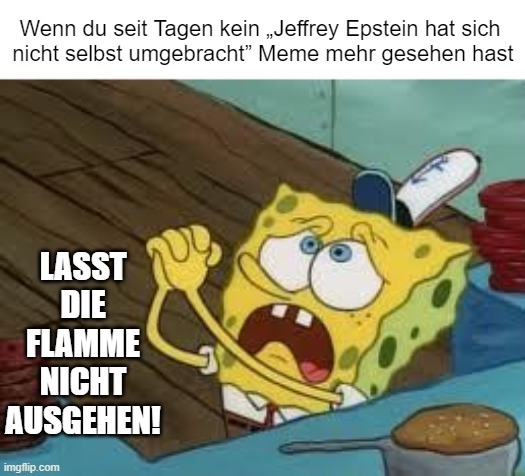 Wenn du seit Tagen kein „Jeffrey Epstein hat sich
nicht selbst umgebracht” Meme mehr gesehen hast
LASST
DIE
FLAMME
NICHT
AUSGEHEN!
imgflip.com